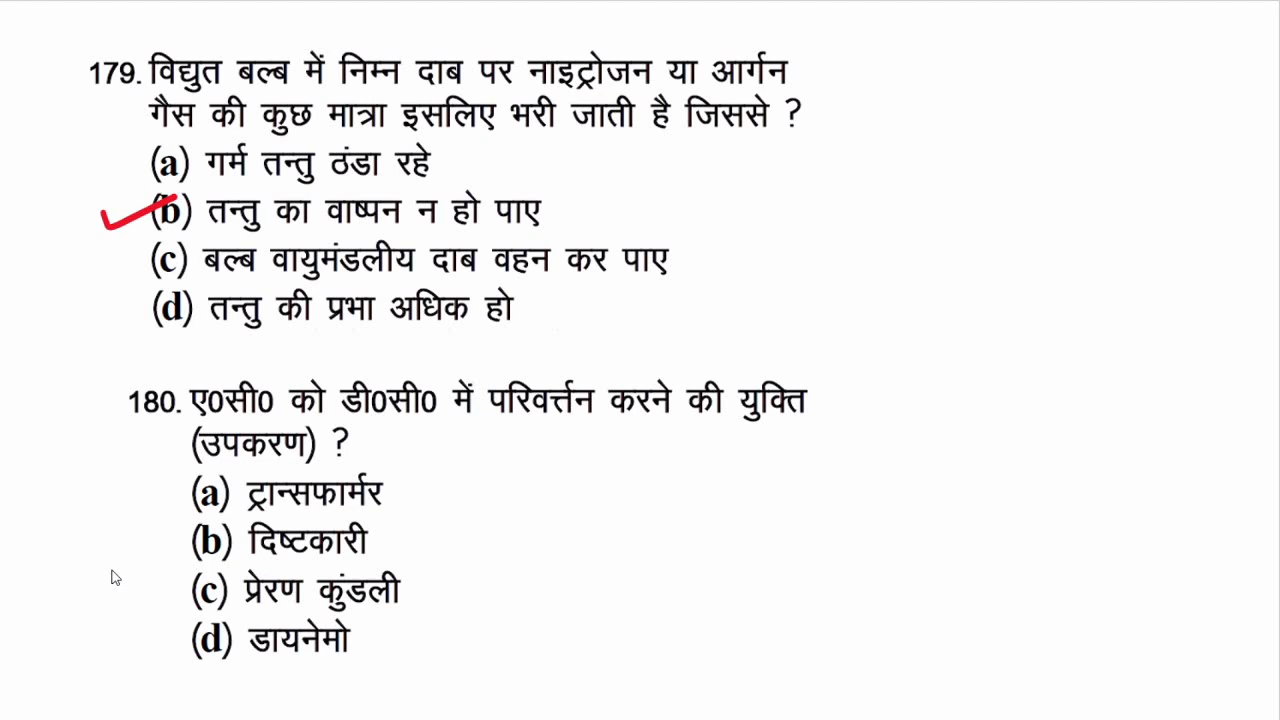 179. विद्युत बल्ब में निम्न दाब पर नाइट्रोजन या आर्गन
गैस की कुछ मात्रा इसलिए भरी जाती है जिससे ?
(a) गर्म तन्तु ठंडा रहे
(b) तन्तु का वाष्पन न हो पाए
(c) बल्ब वायुमंडलीय दाब वहन कर पाए
(d) तन्तु की प्रभा अधिक हो
180. ए0सी0 को डी0सी0 में परिवर्त्तन करने की युक्ति
(उपकरण) ?
(a) ट्रान्सफार्मर
(b) दिष्टकारी
(c) प्रेरण कुंडली
(d) डायनेमो